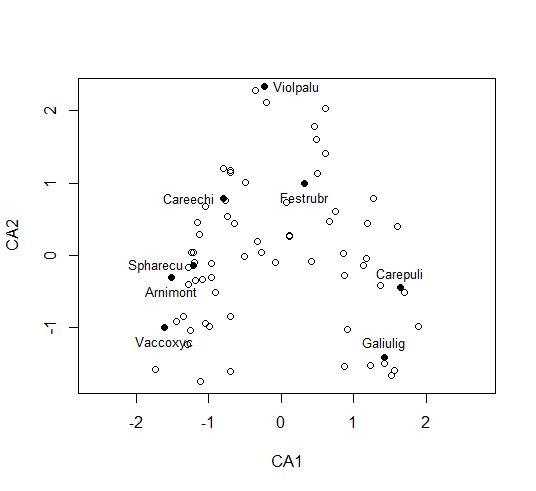 Violpalu
Careechi
Festrubr
Spharecu
Carepuli
Arnimont
Vaccoxyc
Galiulig
CA2
2
1
0
-1
-2
-1
0
1
2
CA1